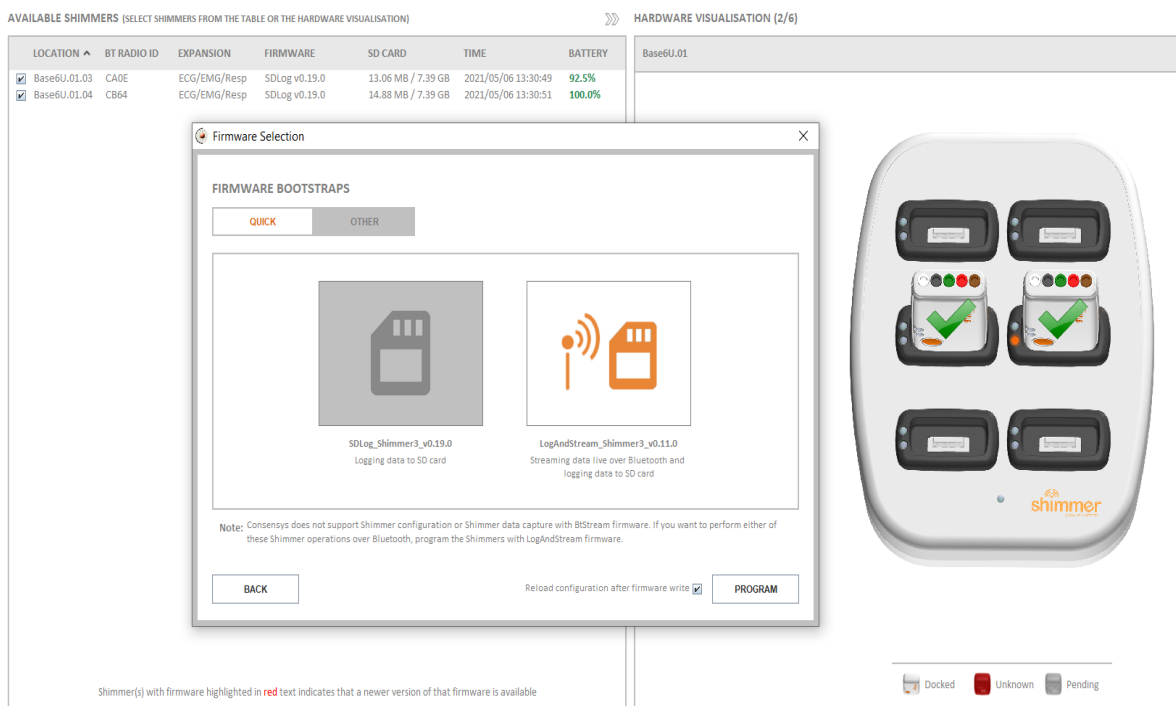 AVAILABLE SHIMMERS (SELECT SHIMMERS FROM THE TABLE OR THE HARDWARE VISUALISATION)
HARDWARE VISUALISATION (2/6)
LOCATION BT RADIO ID EXPANSION FIRMWARE SD CARD TIME BATTERY
Base6U.01
Base6U.01.03 CA0E ECG/EMG/Resp SDLog v0.19.0 13.06 MB / 7.39 GB 2021/05/06 13:30:49 92.5%
Base6U.01.04 CB64 ECG/EMG/Resp SDLog v0.19.0 14.88 MB / 7.39 GB 2021/05/06 13:30:51 100.0%
Firmware Selection
FIRMWARE BOOTSTRAPS
QUICK OTHER
SDLog_Shimmer3_v0.19.0
Logging data to SD card
LogAndStream_Shimmer3_v0.11.0
Streaming data live over Bluetooth and
logging data to SD card
Note: Consensys does not support Shimmer configuration or Shimmer data capture with BtStream firmware. If you want to perform either of
these Shimmer operations over Bluetooth, program the Shimmers with LogAndStream firmware.
BACK
Reload configuration after firmware write
PROGRAM
shimmer
Shimmer(s) with firmware highlighted in red text indicates that a newer version of that firmware is available
Docked Unknown Pending